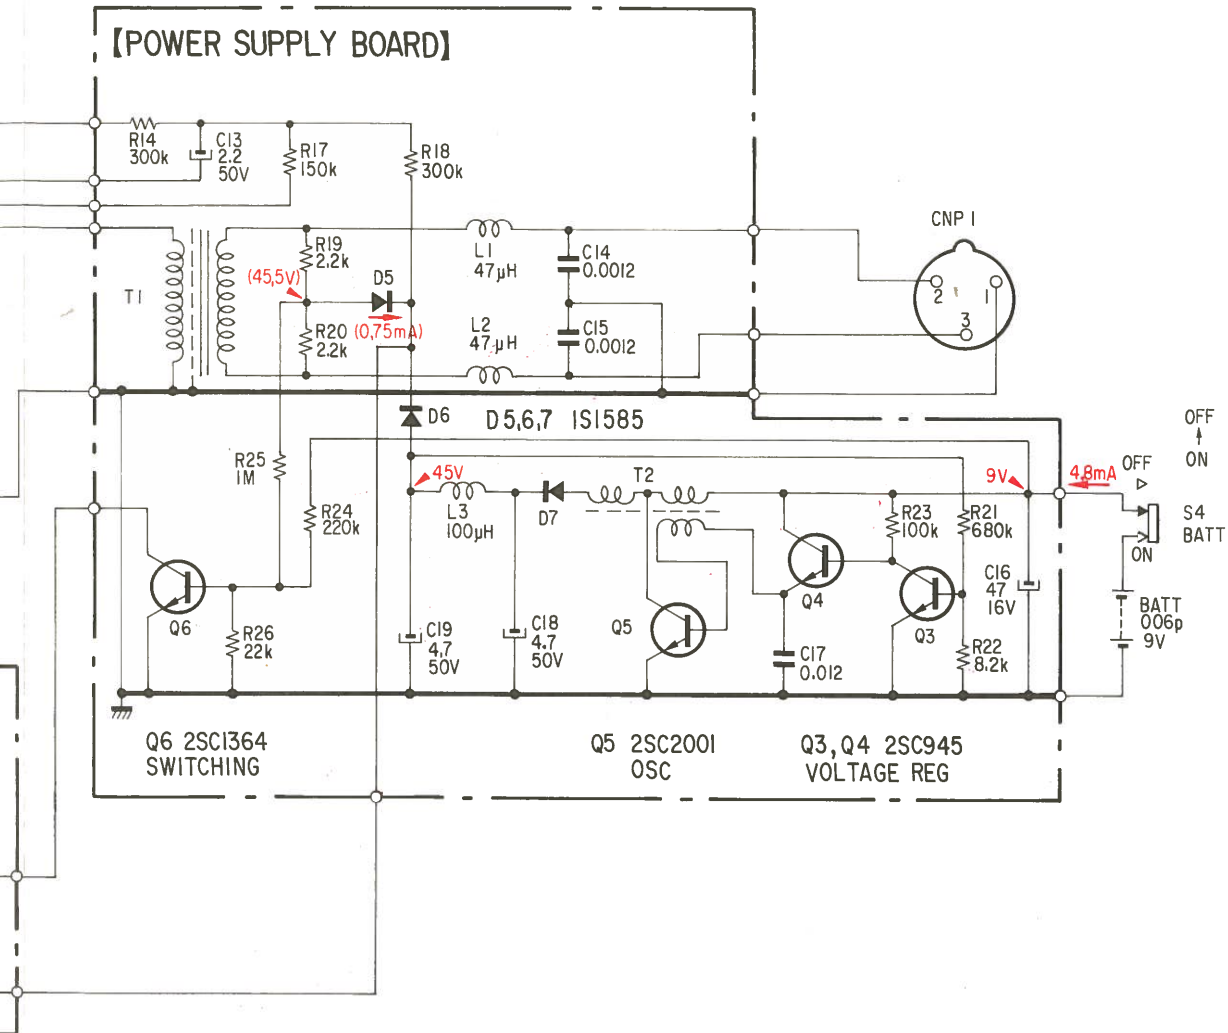 【POWER SUPPLY BOARD】
R14
300k
C13
2.2
50V
R17
150k
R18
300k
CNP 1
R19
2.2k
L1
47µH
C14
0.0012
(45,5V)
D5
T1
2
1
3
R20
2.2k
(0,75mA)
L2
47µH
C15
0.0012
D6
D5,6,7 1S1585
OFF
ON
R25
1M
45V
T2
9V
4,8mA
OFF
R24
220k
L3
100µH
D7
R23
100k
R21
680k
S4
BATT
ON
Q6
R26
22k
C19
4,7
50V
C18
4.7
50V
Q5
Q4
C17
0.012
Q3
C16
47
16V
R22
8.2k
BATT
006p
9V
Q6 2SC1364
SWITCHING
Q5 2SC2001
OSC
Q3, Q4 2SC945
VOLTAGE REG